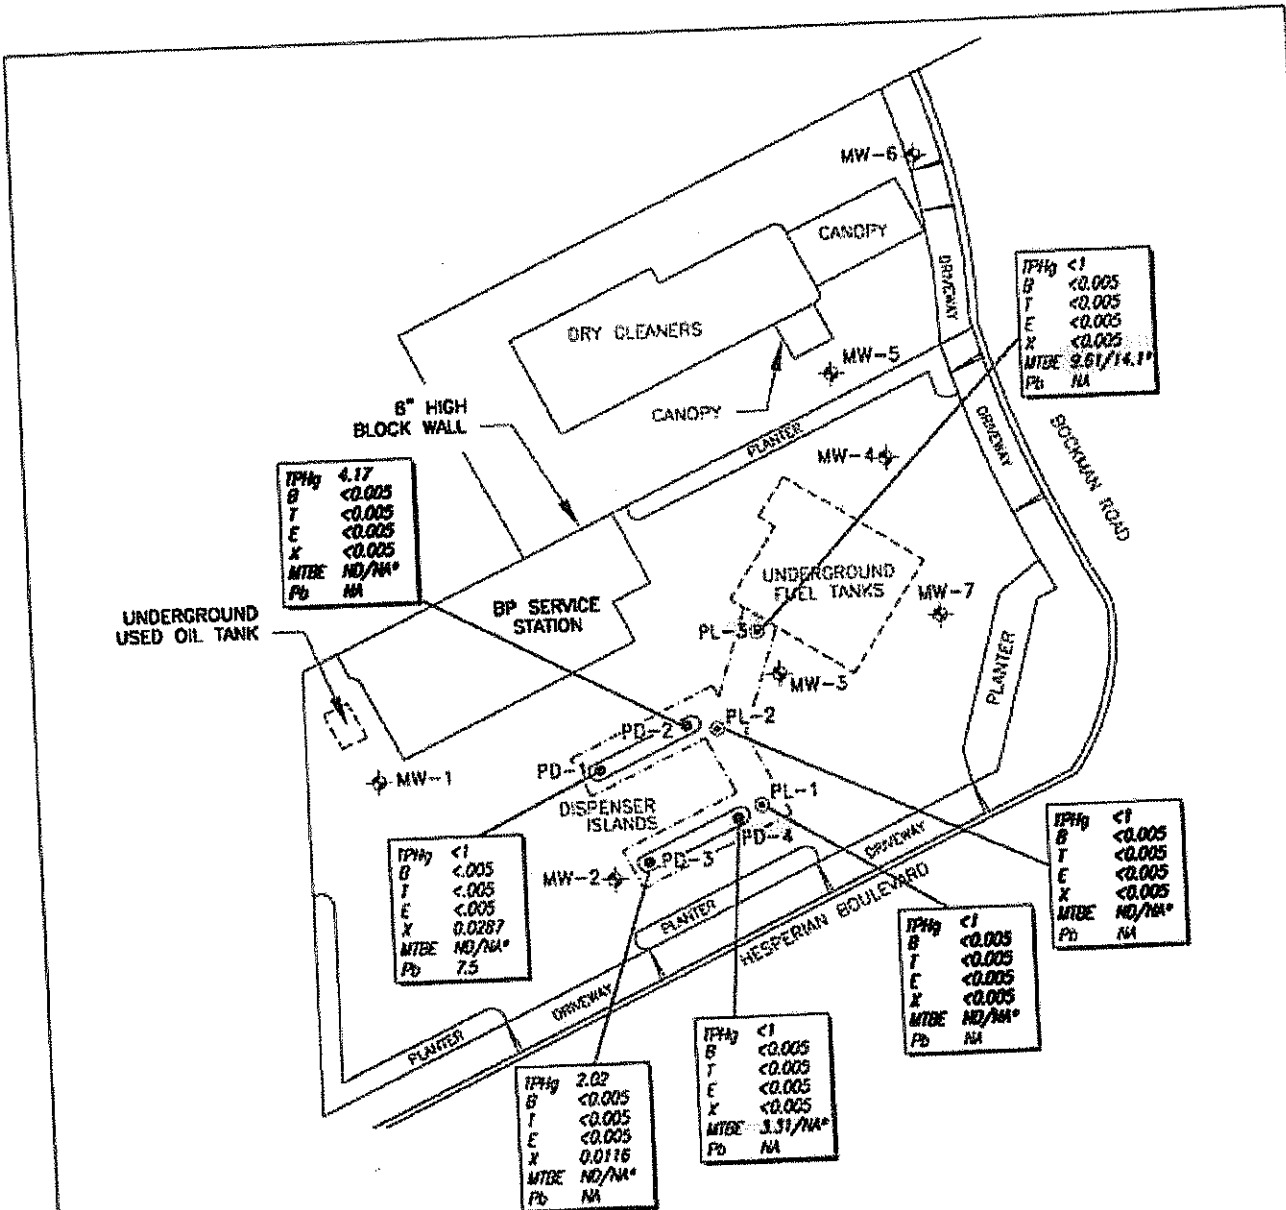 MW-6
CANOPY
DRIVEWAY
TPHg <1
B <0.005
T <0.005
E <0.005
X <0.005
MTBE 9.61/14.1*
Pb NA
DRY CLEANERS
MW-5
CANOPY
6" HIGH
BLOCK WALL
PLANTER
DRIVEWAY
BOCKMAN ROAD
MW-4
TPHg 4.17
B <0.005
T <0.005
E <0.005
X <0.005
MTBE ND/NA*
Pb NA
UNDERGROUND
FUEL TANKS
BP SERVICE
STATION
MW-7
UNDERGROUND
USED OIL TANK
PL-3
MW-3
PLANTER
PD-2
PL-2
PD-1
MW-1
PL-1
DISPENSER
ISLANDS
PD-4
PD-3
MW-2
DRIVEWAY
PLANTER
HESPERIAN BOULEVARD
TPHg <1
B <.005
T <.005
E <.005
X 0.0287
MTBE ND/NA*
Pb 7.5
TPHg <1
B <0.005
T <0.005
E <0.005
X <0.005
MTBE ND/NA*
Pb NA
TPHg <1
B <0.005
T <0.005
E <0.005
X <0.005
MTBE ND/NA*
Pb NA
DRIVEWAY
PLANTER
TPHg <1
B <0.005
T <0.005
E <0.005
X <0.005
MTBE 3.31/NA*
Pb NA
TPHg 2.02
B <0.005
T <0.005
E <0.005
X 0.0116
MTBE ND/NA*
Pb NA